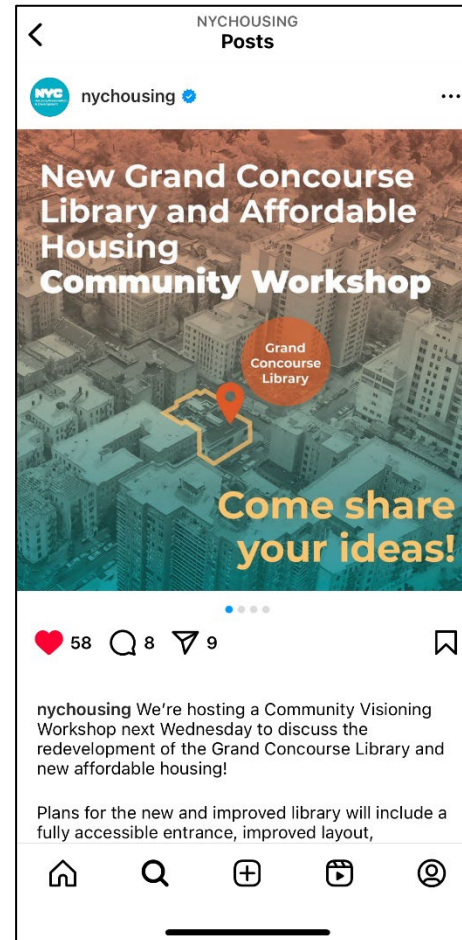 NYCHOUSING
Posts
NYC
nychousing
New Grand Concourse
Library and Affordable
Housing
Community Workshop
Grand
Concourse
Library
Come share
your ideas!
58 8 9
nychousing We're hosting a Community Visioning
Workshop next Wednesday to discuss the
redevelopment of the Grand Concourse Library and
new affordable housing!
Plans for the new and improved library will include a
fully accessible entrance, improved layout,